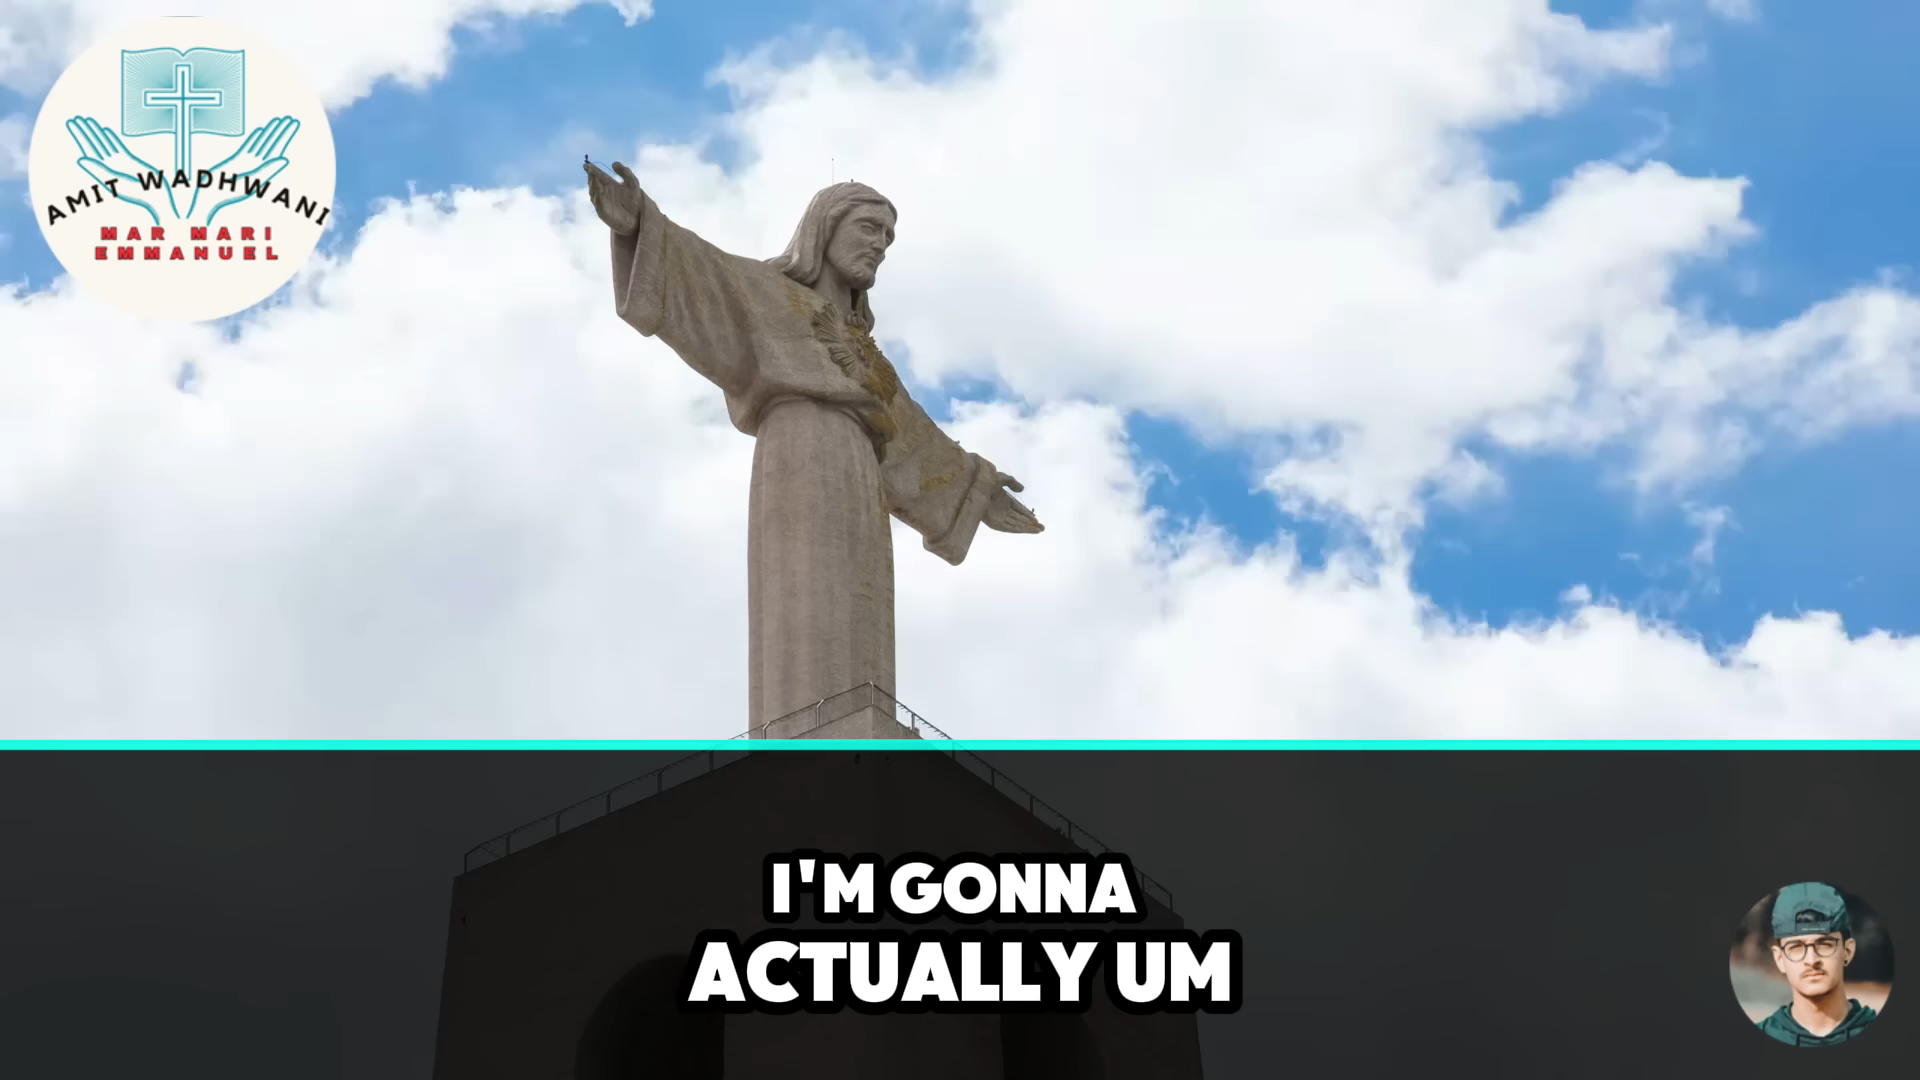 AMIT WADHWANI
MAR MARI
EMMANUEL
I'M GONNA
ACTUALLY UM